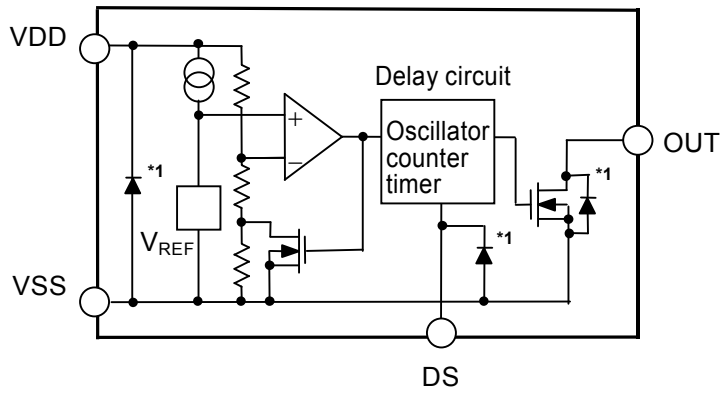 VDD
Delay circuit
Oscillator
counter
timer
OUT
*1
*1
+
−
V_REF
*1
VSS
DS